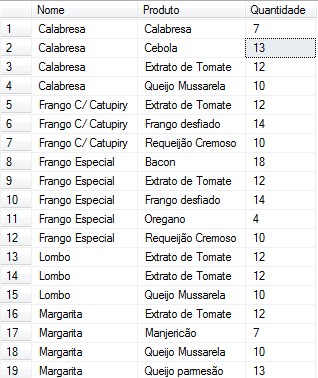 Nome Produto Quantidade
1 Calabresa Calabresa 7
2 Calabresa Cebola 13
3 Calabresa Extrato de Tomate 12
4 Calabresa Queijo Mussarela 10
5 Frango C/ Catupiry Extrato de Tomate 12
6 Frango C/ Catupiry Frango desfiado 14
7 Frango C/ Catupiry Requeijão Cremoso 10
8 Frango Especial Bacon 18
9 Frango Especial Extrato de Tomate 12
10 Frango Especial Frango desfiado 14
11 Frango Especial Oregano 4
12 Frango Especial Requeijão Cremoso 10
13 Lombo Extrato de Tomate 12
14 Lombo Extrato de Tomate 12
15 Lombo Queijo Mussarela 10
16 Margarita Extrato de Tomate 12
17 Margarita Manjericão 7
18 Margarita Queijo Mussarela 10
19 Margarita Queijo parmesão 13